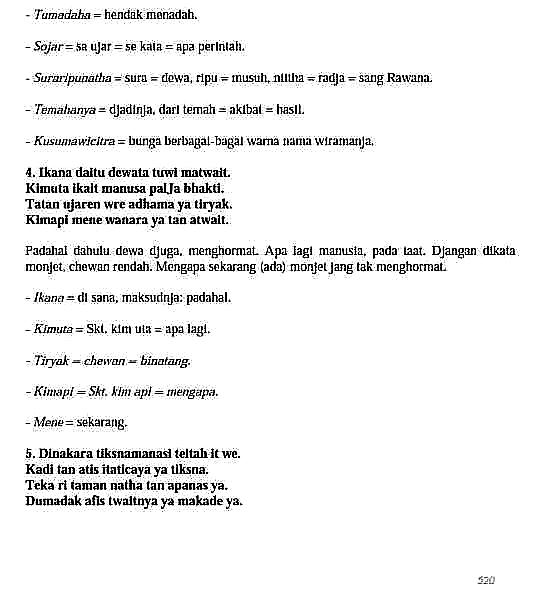 - Tumadaha = hendak menadah.
- Sojar = sa ujar = se kata = apa perintah.
- Suraripunatha = sura = dewa, ripu = musuh, natha = radja = sang Rawana.
- Temahanya = djadinja, dari temah = akibat = hasil.
- Kusumawicitra = bunga berbagai-bagai warna nama wiramanja.
4. Ikana daitu dewata tuwi matwait.
Kimuta ikait manusa palja bhakti.
Tatan ujaren wre adhama ya tiryak.
Kimapi mene wanara ya tan atwait.
Padahal dahulu dewa djuga, menghormat. Apa lagi manusia, pada taat. Djangan dikata
monjet, chewan rendah. Mengapa sekarang (ada) monjet jang tak menghormat.
- Ikana = di sana, maksudnja: padahal.
- Kimuta = Skt. kim uta = apa lagi.
- Tiryak = chewan = binatang.
- Kimapi = Skt. kim api = mengapa.
- Mene = sekarang.
5. Dinakara tiksnamanasi teitah it we.
Kadi tan atis itaticaya ya tiksna.
Teka ri taman natha tan apanas ya.
Dumadak atis twaitnya ya makade ya.
520